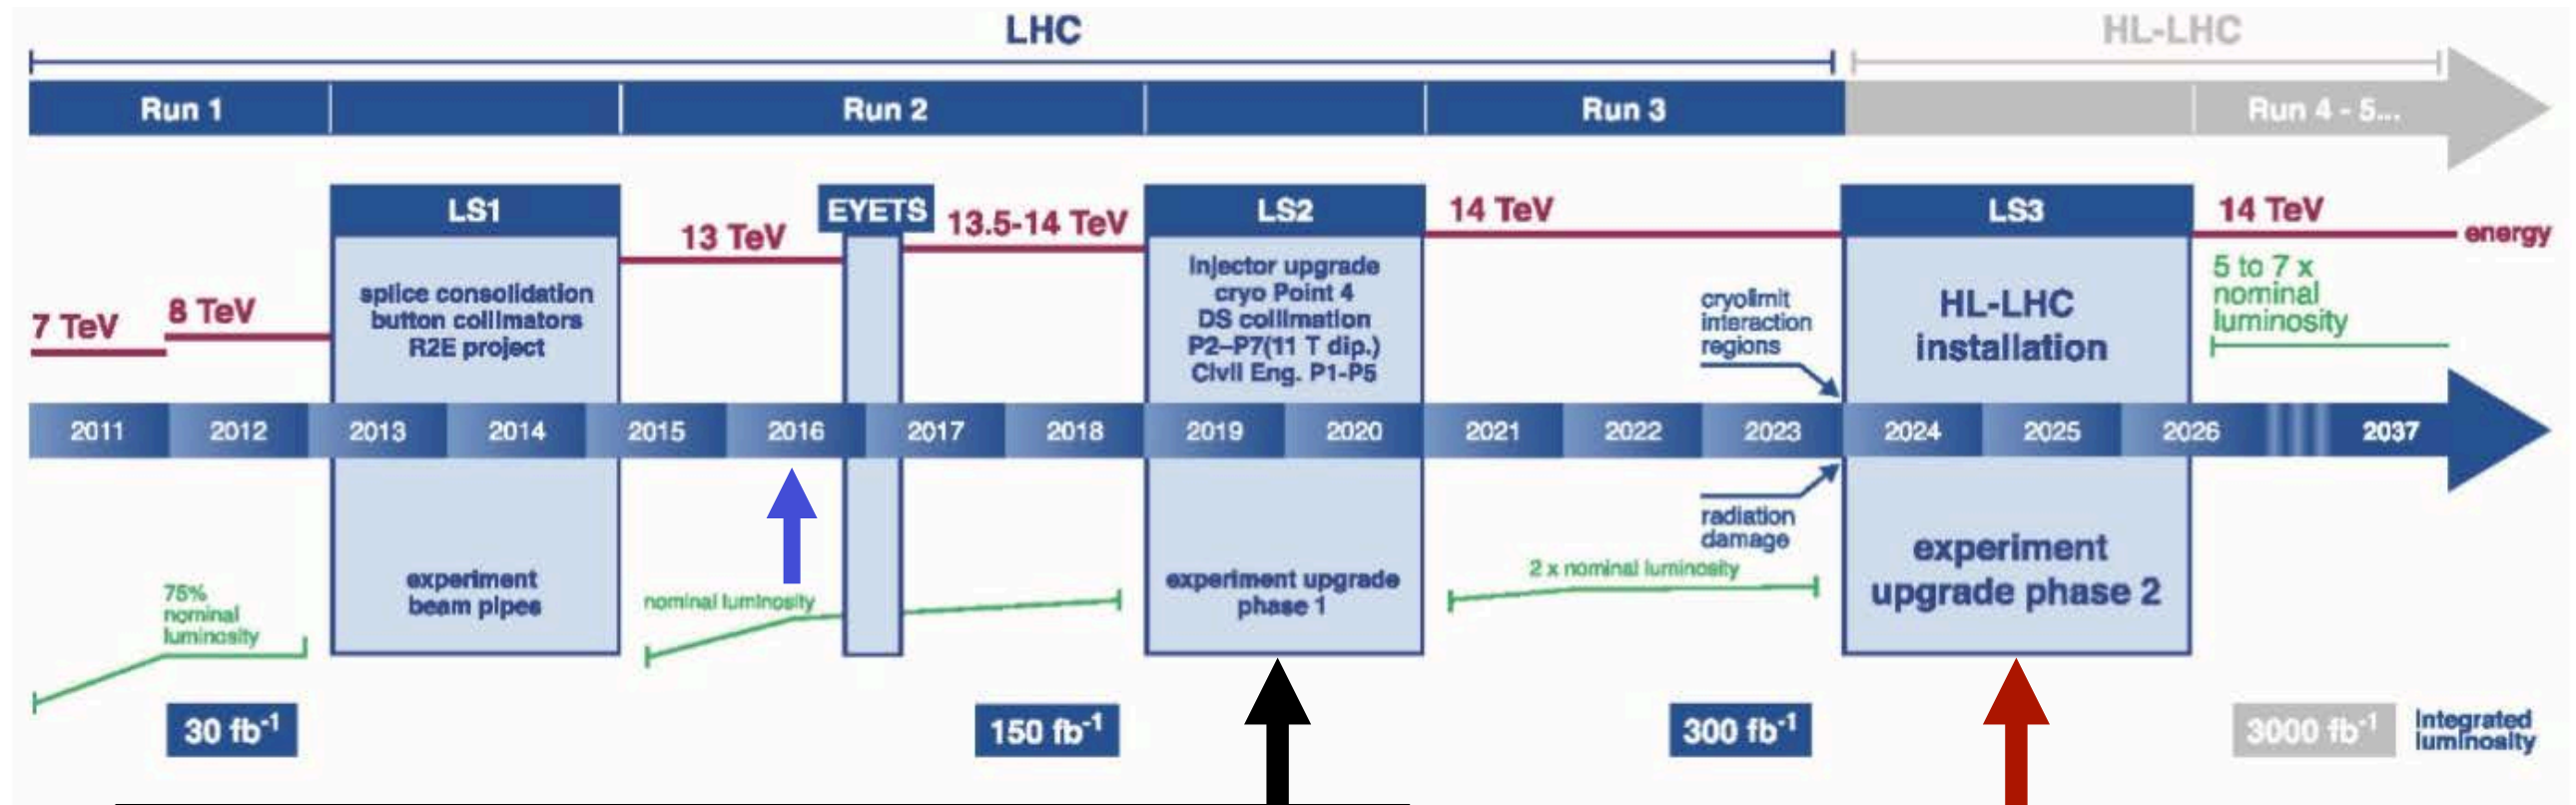 LHC
HL-LHC
Run 1
Run 2
Run 3
Run 4 - 5...
LS1
EYETS
LS2
LS3
7 TeV
8 TeV
13 TeV
13.5-14 TeV
14 TeV
14 TeV
energy
splice consolidation
button collimators
R2E project
injector upgrade
cryo Point 4
DS collimation
P2–P7(11 T dip.)
Civil Eng. P1-P5
cryolimit
interaction
regions
HL-LHC
installation
5 to 7 x
nominal
luminosity
2011
2012
2013
2014
2015
2016
2017
2018
2019
2020
2021
2022
2023
2024
2025
2026
2037
75%
nominal
luminosity
experiment
beam pipes
nominal luminosity
experiment upgrade
phase 1
2 x nominal luminosity
radiation
damage
experiment
upgrade phase 2
30 fb⁻¹
150 fb⁻¹
300 fb⁻¹
3000 fb⁻¹
Integrated
luminosity